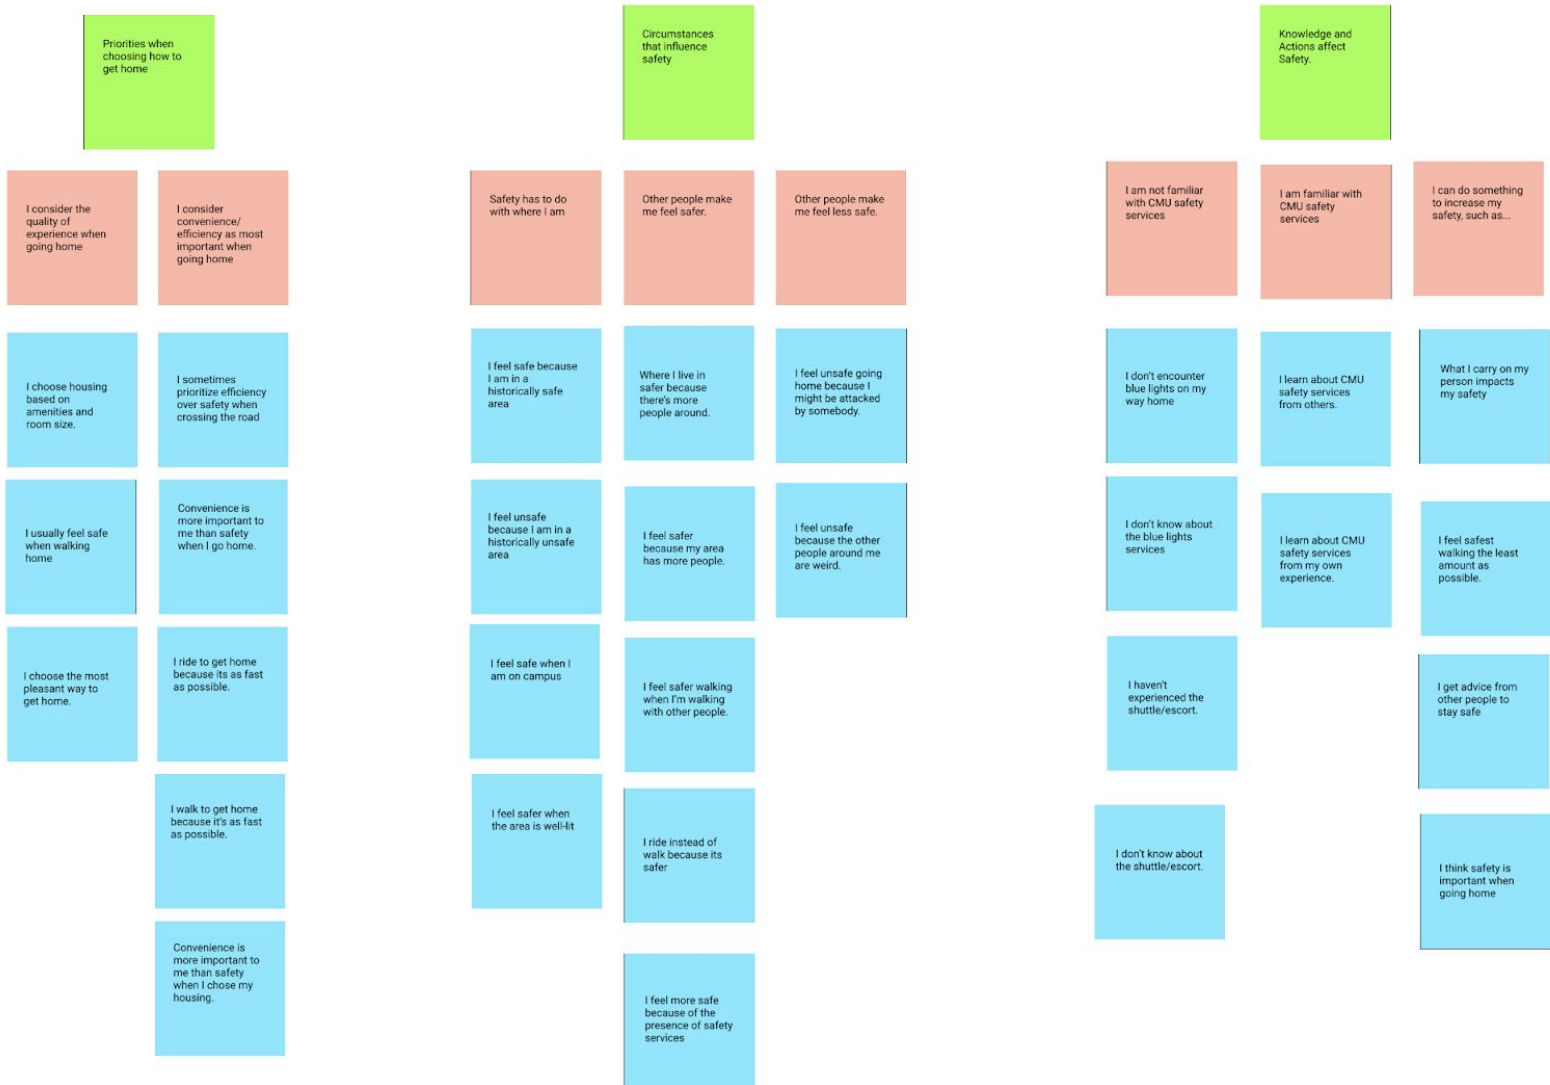 Priorities when
choosing how to
get home
Circumstances
that influence
safety
Knowledge and
Actions affect
Safety.
I consider the
quality of
experience when
going home
I consider
convenience/
efficiency as most
important when
going home
Safety has to do
with where I am
Other people make
me feel safer.
Other people make
me feel less safe.
I am not familiar
with CMU safety
services
I am familiar with
CMU safety
services
I can do something
to increase my
safety, such as...
I choose housing
based on
amenities and
room size.
I sometimes
prioritize efficiency
over safety when
crossing the road
I feel safe because
I am in a
historically safe
area
Where I live in
safer because
there's more
people around.
I feel unsafe going
home because I
might be attacked
by somebody.
I don't encounter
blue lights on my
way home
I learn about CMU
safety services
from others.
What I carry on my
person impacts
my safety
I usually feel safe
when walking
home
Convenience is
more important to
me than safety
when I go home.
I feel unsafe
because I am in a
historically unsafe
area
I feel safer
because my area
has more people.
I feel unsafe
because the other
people around me
are weird.
I don't know about
the blue lights
services
I learn about CMU
safety services
from my own
experience.
I feel safest
walking the least
amount as
possible.
I choose the most
pleasant way to
get home.
I ride to get home
because its as fast
as possible.
I feel safe when I
am on campus
I feel safer walking
when I'm walking
with other people.
I haven't
experienced the
shuttle/escort.
I get advice from
other people to
stay safe
I walk to get home
because it's as fast
as possible.
I feel safer when
the area is well-lit
I ride instead of
walk because its
safer
I don't know about
the shuttle/escort.
I think safety is
important when
going home
Convenience is
more important to
me than safety
when I chose my
housing.
I feel more safe
because of the
presence of safety
services